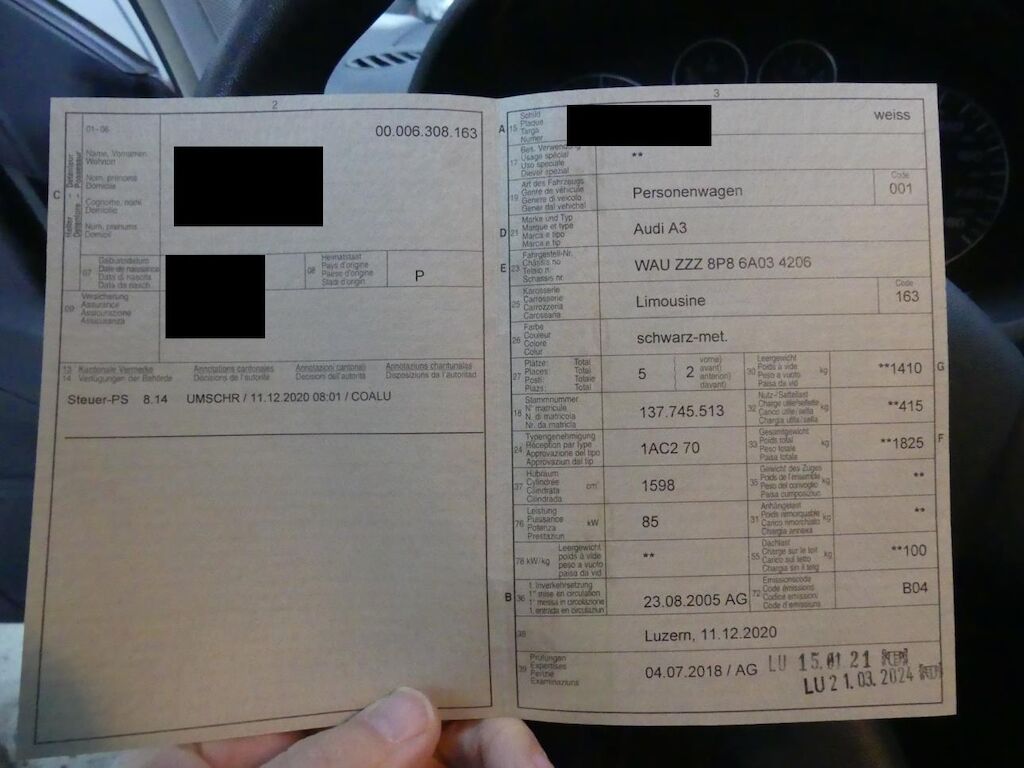 2
01-06
00.006.308.163
C
Halter - Détenteur
Detentore - Possessur
Name, Vornamen
Wohnort
Nom, prénoms
Domicile
Cognome, nomi
Domicilio
Num, prenums
Domicil
07
Geburtsdatum
Date de naissance
Data di nascita
Data da nasch.
08
Heimatstaat
Pays d'origine
Paese d'origine
Stadi d'origin
P
09
Versicherung
Assurance
Assicurazione
Assicuranza
13
14
Kantonale Vermerke
Verfügungen der Behörde
Annotations cantonales
Décisions de l'autorité
Annotazioni cantonali
Decisioni dell'autorità
Annotaziuns chantunalas
Disposiziuns da l'autoritad
Steuer-PS 8.14 UMSCHR / 11.12.2020 08:01 / COALU
3
A
15
Schild
Plaque
Targa
Numer
weiss
17
Bes. Verwendung
Usage spécial
Uso speciale
Diever spezial
**
19
Art des Fahrzeugs
Genre de véhicule
Genere di veicolo
Gener dal vehichel
Personenwagen
Code
001
D
21
Marke und Typ
Marque et type
Marca e tipo
Marca e tip
Audi A3
E
23
Fahrgestell-Nr.
Châssis no
Telaio n.
Schassis nr.
WAU ZZZ 8P8 6A03 4206
25
Karosserie
Carrosserie
Carrozzeria
Carossaria
Limousine
Code
163
26
Farbe
Couleur
Colore
Colur
schwarz-met.
27
Plätze: Total
Places: Total
Posti: Totale
Plazs: Total
5
2
vorne)
avant)
anteriori)
davant)
30
Leergewicht
Poids à vide
Peso a vuoto
Paisa da vid
kg
**1410
G
18
Stammnummer
N° matricule
N. di matricola
Nr. da matricla
137.745.513
32
Nutz-/Sattellast
Charge utile/sellette
Carico utile/sella
Chargia utila/sella
kg
**415
24
Typengenehmigung
Réception par type
Approvazione del tipo
Approvaziun dal tip
1AC2 70
33
Gesamtgewicht
Poids total
Peso totale
Paisa totala
kg
**1825
F
37
Hubraum
Cylindrée
Cilindrata
Cilindrada
cm³
1598
35
Gewicht des Zuges
Poids de l'ensemble
Peso del convoglio
Paisa cumposiziun
kg
**
76
Leistung
Puissance
Potenza
Prestaziun
kW
85
31
Anhängelast
Poids remorquable
Carico rimorchiato
Chargia annexa
kg
**
78 kW/kg
Leergewicht
poids à vide
peso a vuoto
paisa da vid
**
55
Dachlast
Charge sur le toit
Carico sul tetto
Chargia sin il tetg
kg
**100
B
36
1. Inverkehrsetzung
1re mise en circulation
1a messa in circolazione
1. entrada en circulaziun
23.08.2005 AG
72
Emissionscode
Code émissions
Codice emissioni
Code d'emissiuns
B04
38
Luzern, 11.12.2020
39
Prüfungen
Expertises
Perizie
Examinaziuns
04.07.2018 / AG
LU 15.01.21
LU 21.03.2024